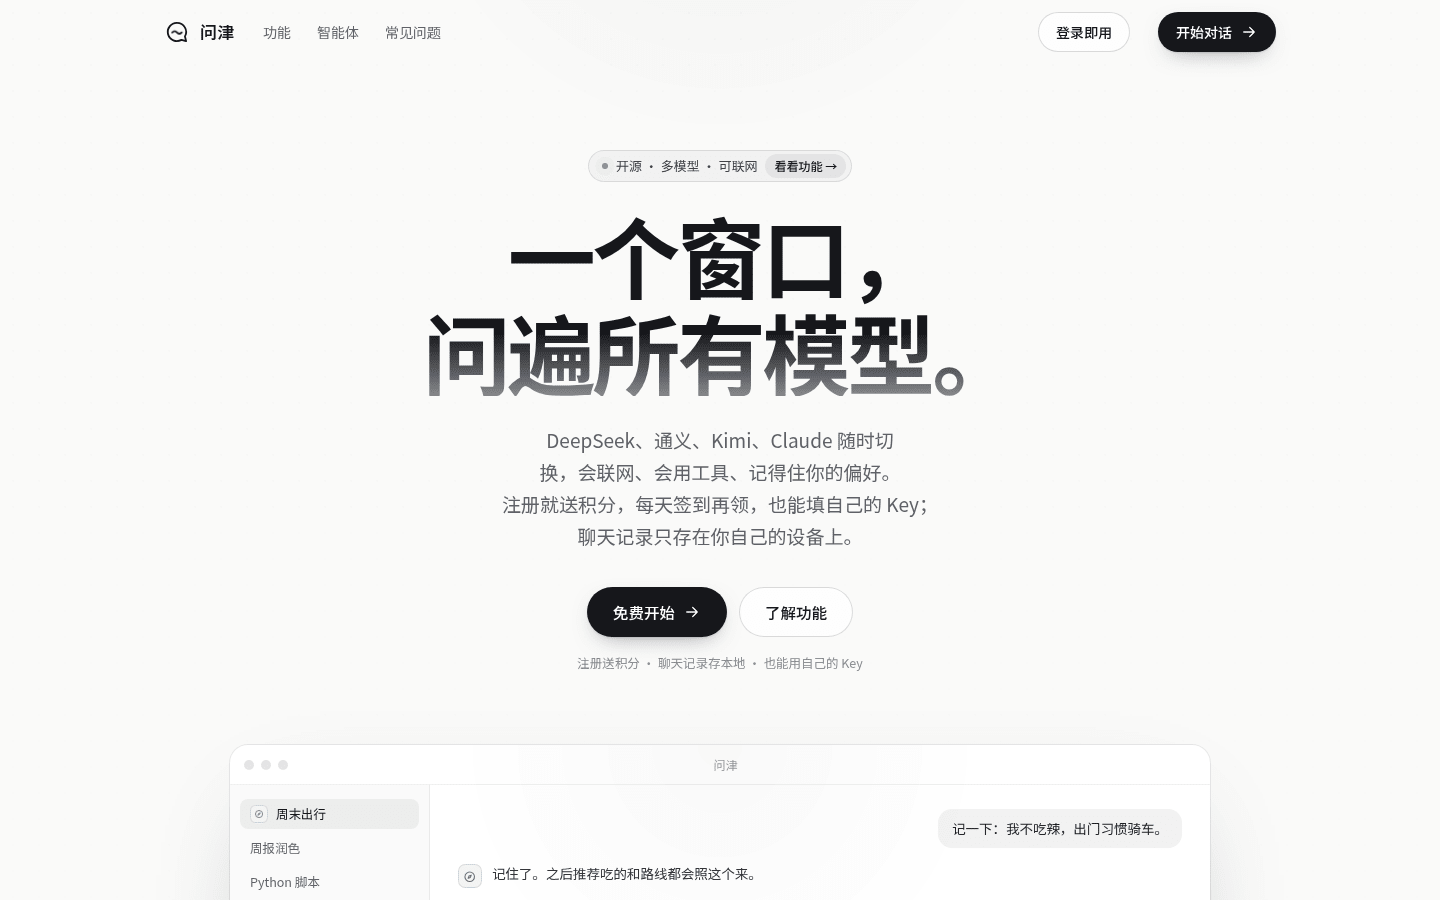 问津
功能
智能体
常见问题
登录即用
开始对话 →
开源 · 多模型 · 可联网
看看功能 →
一个窗口，
问遍所有模型。
DeepSeek、通义、Kimi、Claude 随时切
换，会联网、会用工具、记得住你的偏好。
注册就送积分，每天签到再领，也能填自己的 Key；
聊天记录只存在你自己的设备上。
免费开始 →
了解功能
注册送积分 · 聊天记录存本地 · 也能用自己的 Key
问津
周末出行
周报润色
Python 脚本
记一下：我不吃辣，出门习惯骑车。
记住了。之后推荐吃的和路线都会照这个来。